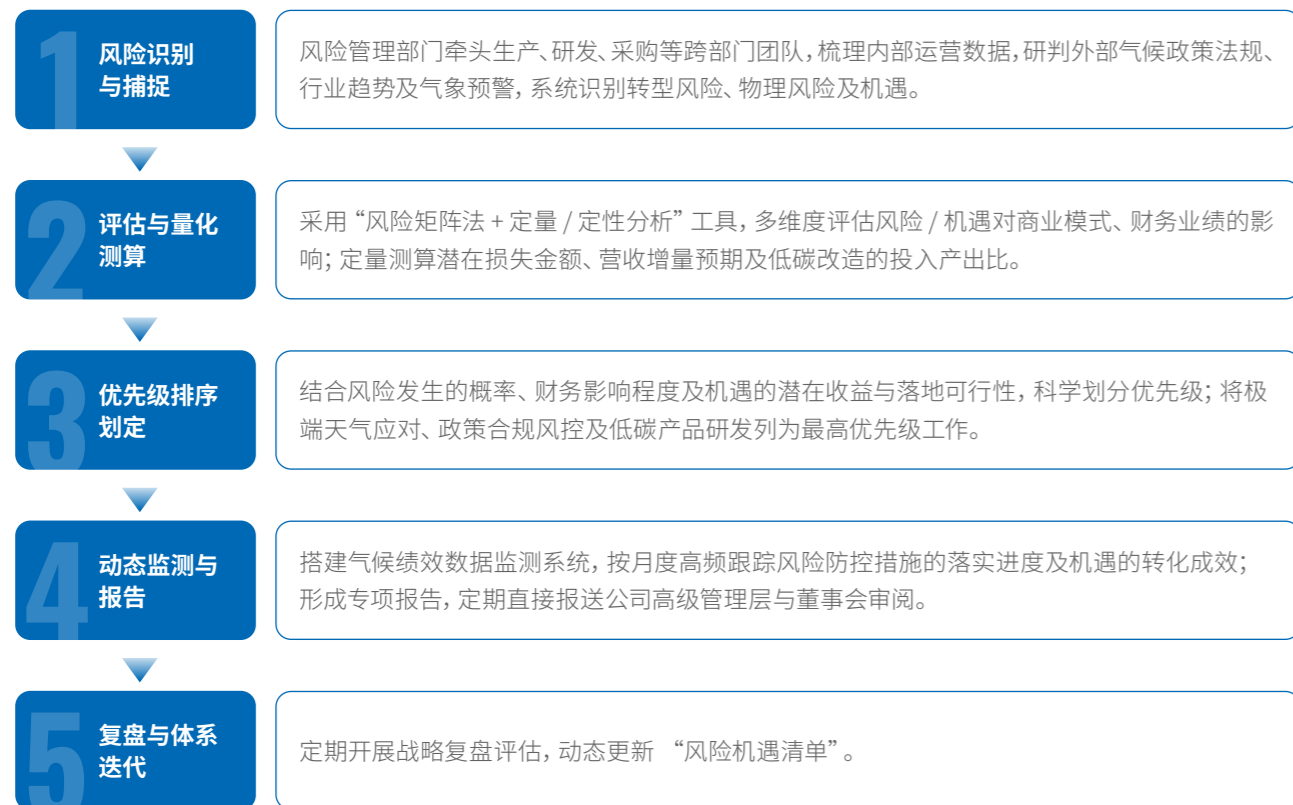 1
风险识别
与捕捉
风险管理部门牵头生产、研发、采购等跨部门团队，梳理内部运营数据，研判外部气候政策法规、
行业趋势及气象预警，系统识别转型风险、物理风险及机遇。
2
评估与量化
测算
采用“风险矩阵法 + 定量 / 定性分析”工具，多维度评估风险 / 机遇对商业模式、财务业绩的影
响；定量测算潜在损失金额、营收增量预期及低碳改造的投入产出比。
3
优先级排序
划定
结合风险发生的概率、财务影响程度及机遇的潜在收益与落地可行性，科学划分优先级；将极
端天气应对、政策合规风控及低碳产品研发列为最高优先级工作。
4
动态监测与
报告
搭建气候绩效数据监测系统，按月度高频跟踪风险防控措施的落实进度及机遇的转化成效；
形成专项报告，定期直接报送公司高级管理层与董事会审阅。
5
复盘与体系
迭代
定期开展战略复盘评估，动态更新 “风险机遇清单”。